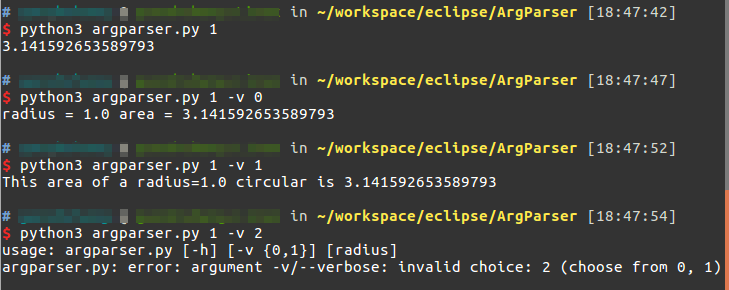 # in ~/workspace/eclipse/ArgParser [18:47:42]
$ python3 argparser.py 1
3.141592653589793
# in ~/workspace/eclipse/ArgParser [18:47:47]
$ python3 argparser.py 1 -v 0
radius = 1.0 area = 3.141592653589793
# in ~/workspace/eclipse/ArgParser [18:47:52]
$ python3 argparser.py 1 -v 1
This area of a radius=1.0 circular is 3.141592653589793
# in ~/workspace/eclipse/ArgParser [18:47:54]
$ python3 argparser.py 1 -v 2
usage: argparser.py [-h] [-v {0,1}] [radius]
argparser.py: error: argument -v/--verbose: invalid choice: 2 (choose from 0, 1)